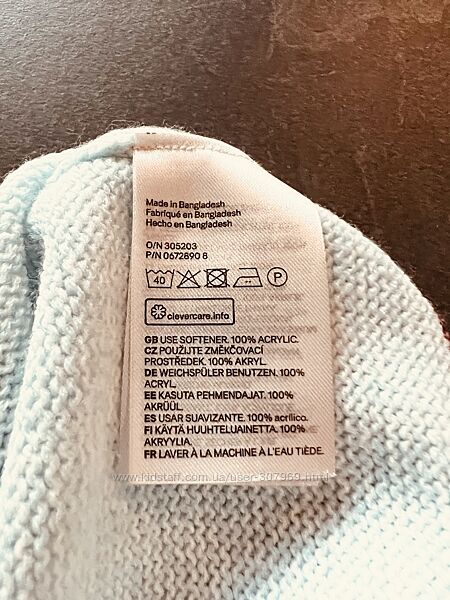 Made in Bangladesh
Fabriqué en Bangladesh
Hecho en Bangladesh
O/N 305203
P/N 0672890 8
40
P
clevercare.info
GB USE SOFTENER. 100% ACRYLIC.
CZ POUŽIJTE ZMĚKČOVACÍ
PROSTŘEDEK. 100% AKRYL.
DE WEICHSPÜLER BENUTZEN. 100%
ACRYL.
EE KASUTA PEHMENDAJAT. 100%
AKRÜÜL.
ES USAR SUAVIZANTE. 100% acrílico.
FI KÄYTÄ HUUHTELUAINETTA. 100%
AKRYYLIA.
FR LAVER À LA MACHINE À L'EAU TIÈDE.